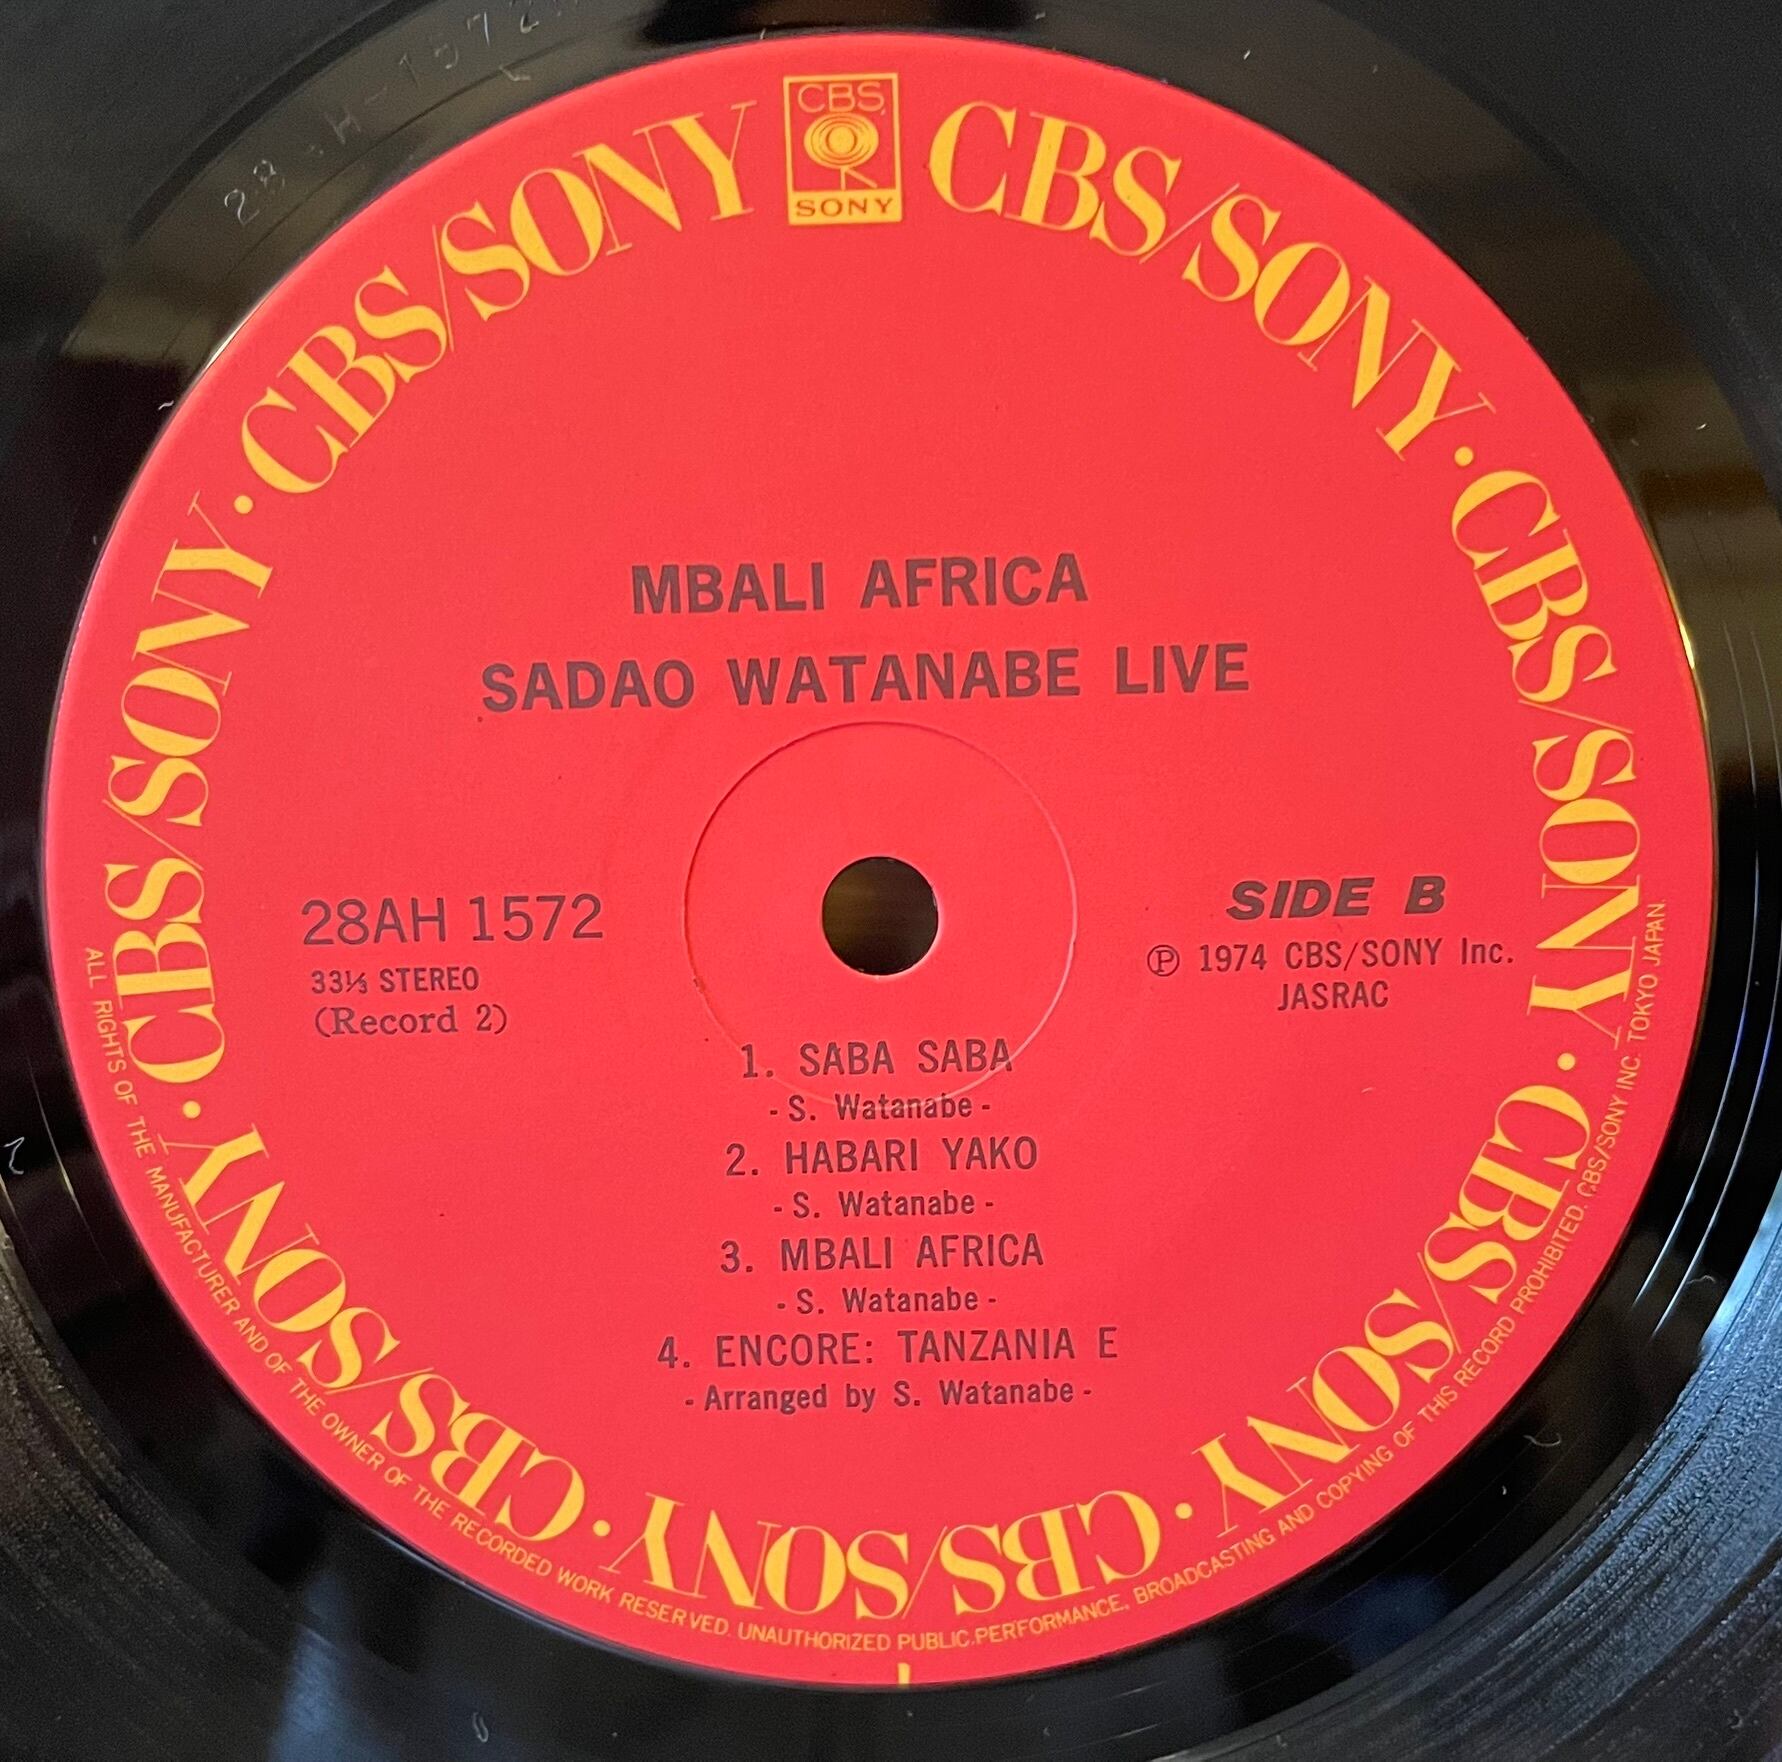 28AH-1572
CBS
SONY
CBS/SONY · CBS/SONY · CBS/SONY · CBS/SONY · CBS/SONY · CBS/SONY · CBS/SONY
MBALI AFRICA
SADAO WATANABE LIVE
28AH 1572
33⅓ STEREO
(Record 2)
SIDE B
Ⓟ 1974 CBS/SONY Inc.
JASRAC
1. SABA SABA
- S. Watanabe -
2. HABARI YAKO
- S. Watanabe -
3. MBALI AFRICA
- S. Watanabe -
4. ENCORE: TANZANIA E
- Arranged by S. Watanabe -
ALL RIGHTS OF THE MANUFACTURER AND OF THE OWNER OF THE RECORDED WORK RESERVED. UNAUTHORIZED PUBLIC PERFORMANCE, BROADCASTING AND COPYING OF THIS RECORD PROHIBITED. CBS/SONY INC. TOKYO JAPAN.